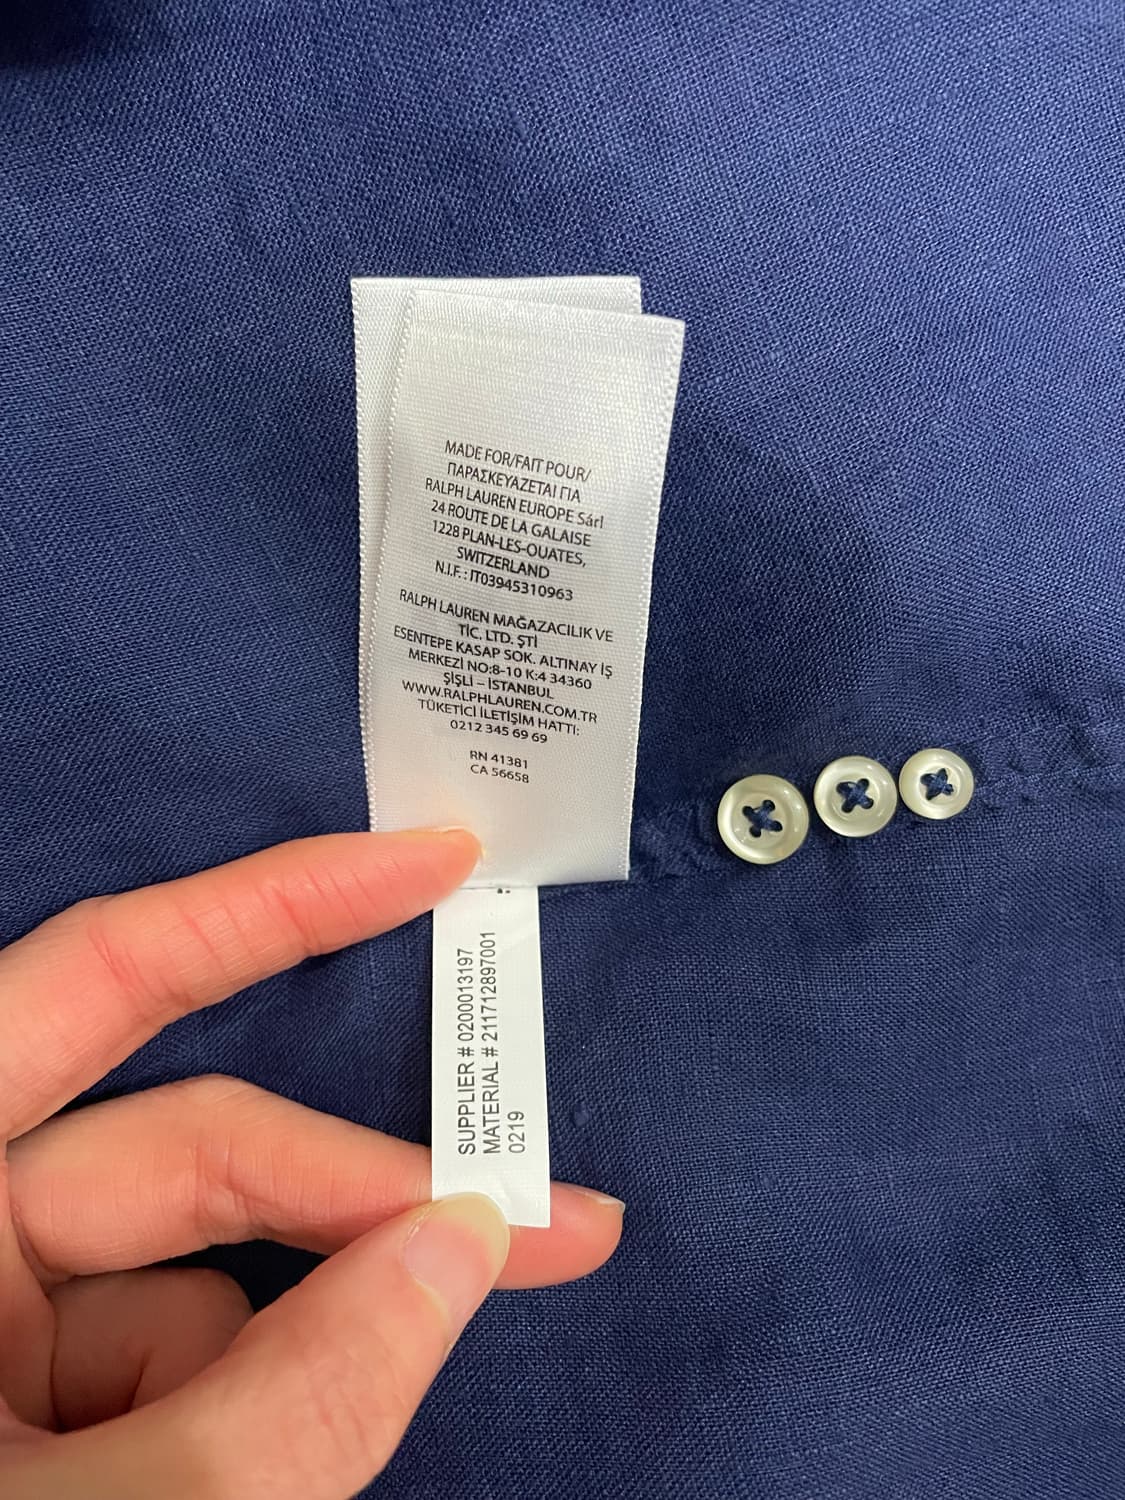 MADE FOR/FAIT POUR/
ΠΑΡΑΣΚΕΥΑΖΕΤΑΙ ΓΙΑ
RALPH LAUREN EUROPE Sárl
24 ROUTE DE LA GALAISE
1228 PLAN-LES-OUATES,
SWITZERLAND
N.I.F.: IT03945310963
RALPH LAUREN MAĞAZACILIK VE
TİC. LTD. ŞTİ
ESENTEPE KASAP SOK. ALTINAY İŞ
MERKEZİ NO:8-10 K:4 34360
ŞİŞLİ – İSTANBUL
WWW.RALPHLAUREN.COM.TR
TÜKETİCİ İLETİŞİM HATTI:
0212 345 69 69
RN 41381
CA 56658
SUPPLIER # 0200013197
MATERIAL # 211712897001
0219